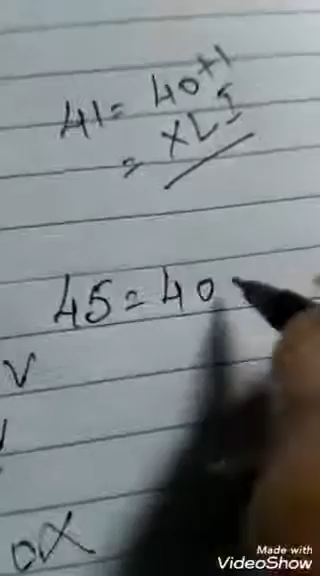 41 = 40+1
= XLI
45 = 40
V
Made with
VideoShow